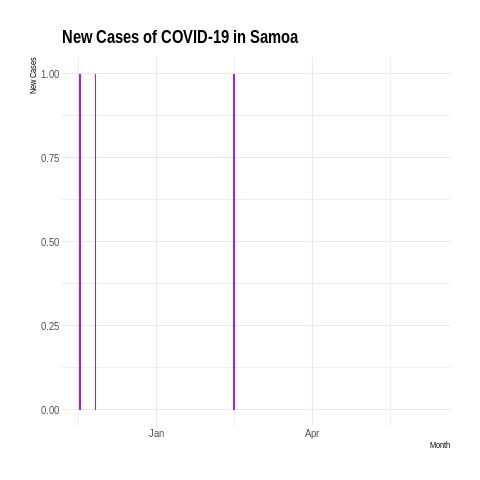 New Cases of COVID-19 in Samoa
New Cases
1.00
0.75
0.50
0.25
0.00
Jan
Apr
Month